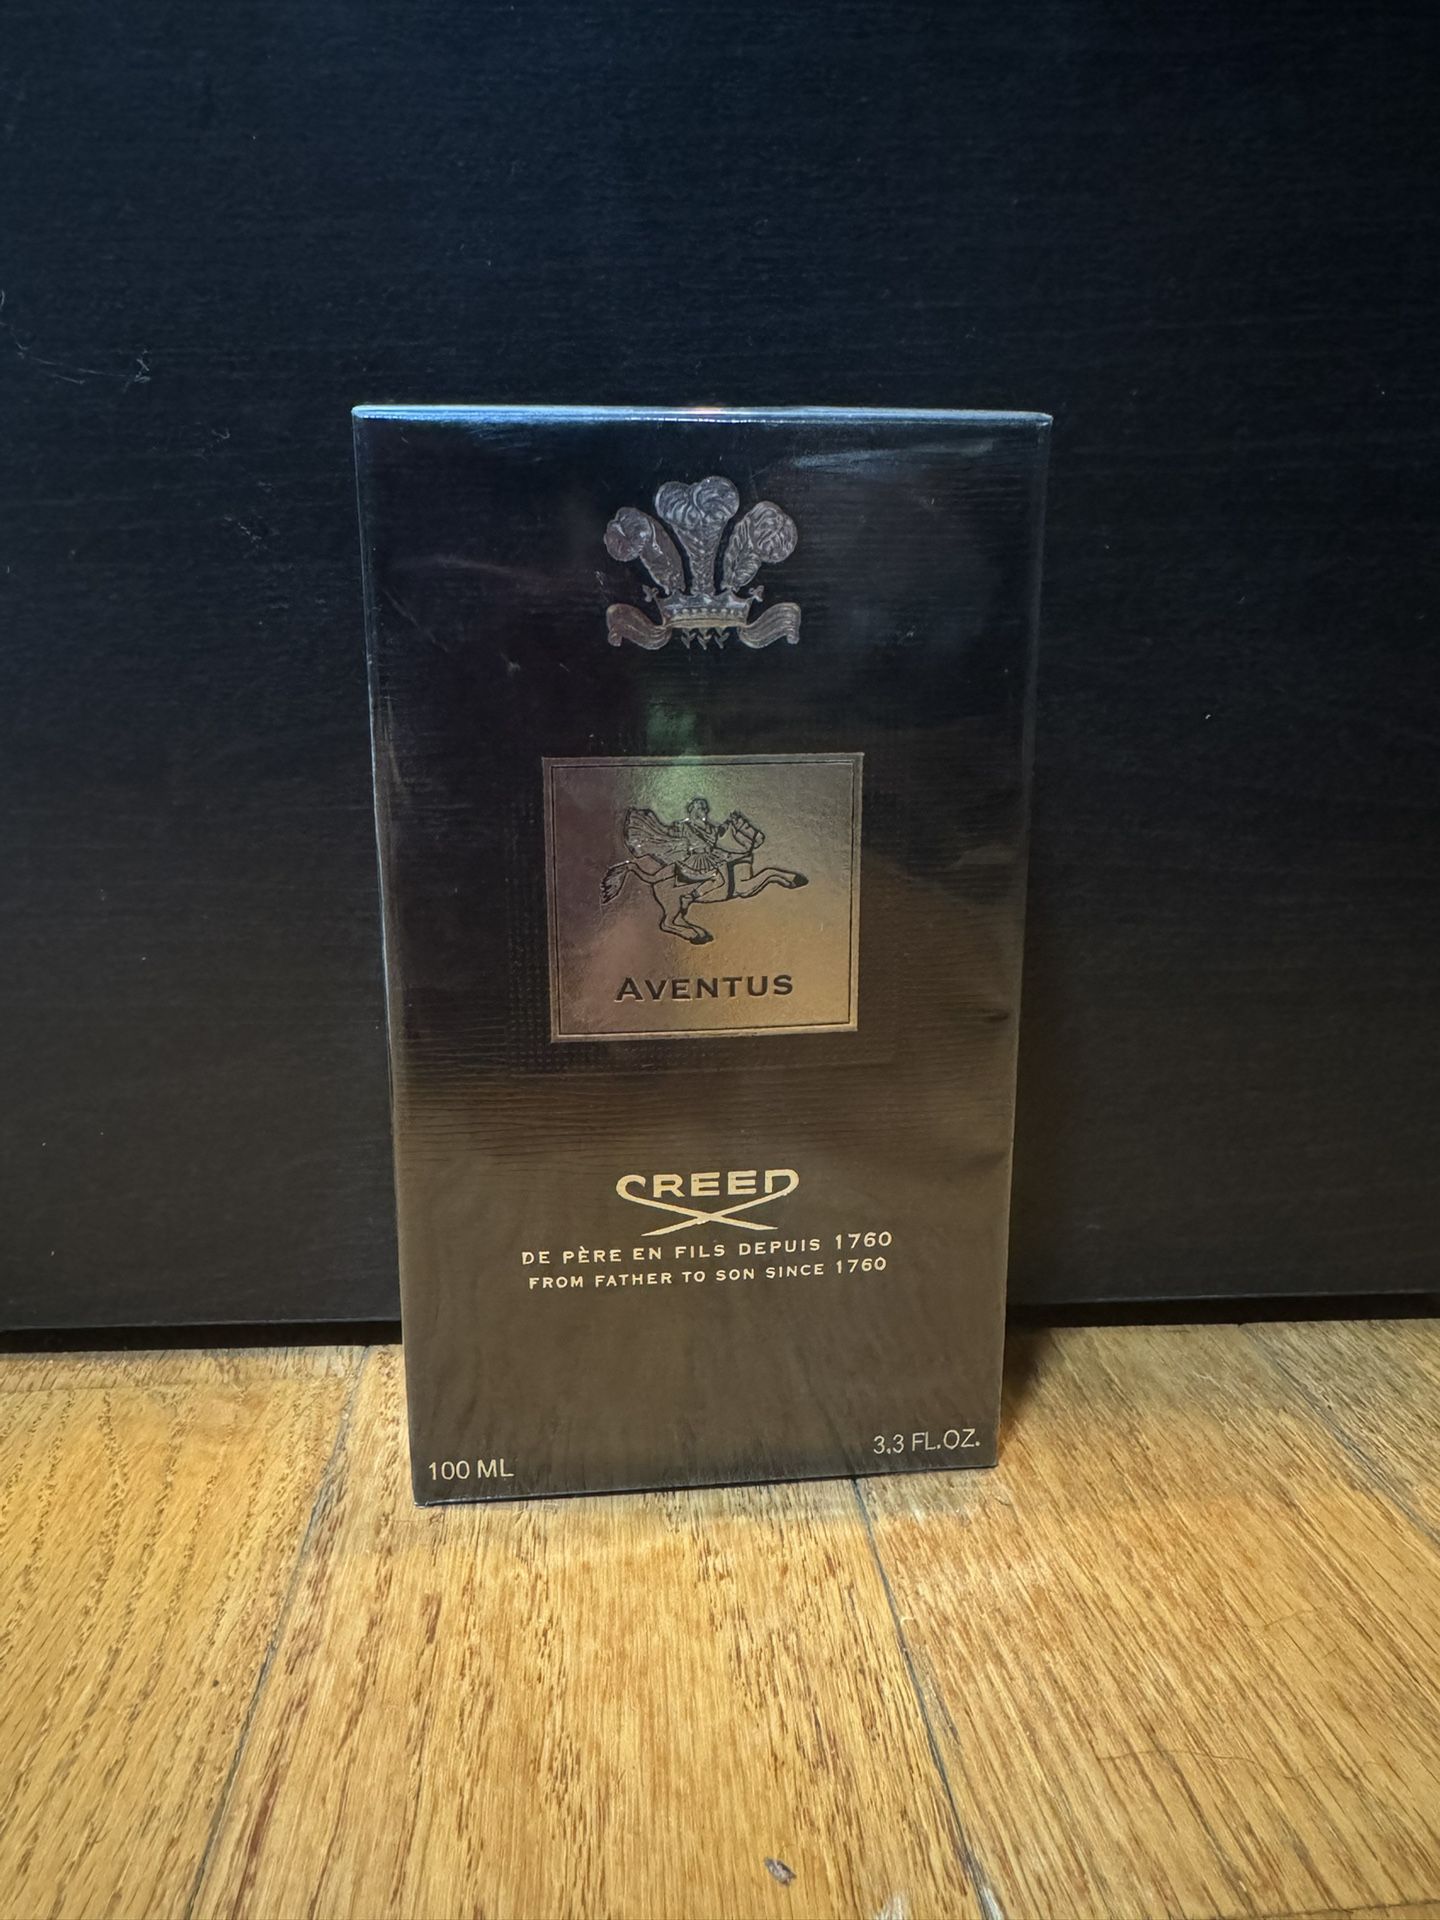 AVENTUS
CREED
DE PÈRE EN FILS DEPUIS 1760
FROM FATHER TO SON SINCE 1760
100 ML
3.3 FL.OZ.